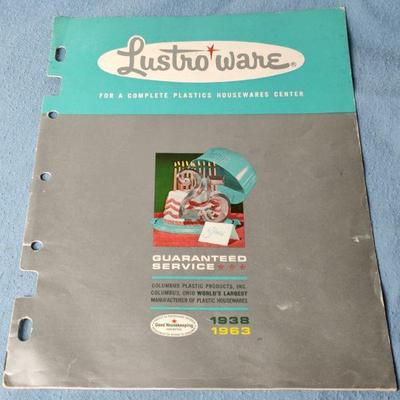 Lustro ware®
FOR A COMPLETE PLASTICS HOUSEWARES CENTER
GUARANTEED
SERVICE ★★★
COLUMBUS PLASTIC PRODUCTS, INC.
COLUMBUS, OHIO WORLD'S LARGEST
MANUFACTURER OF PLASTIC HOUSEWARES
Good Housekeeping
1938
1963